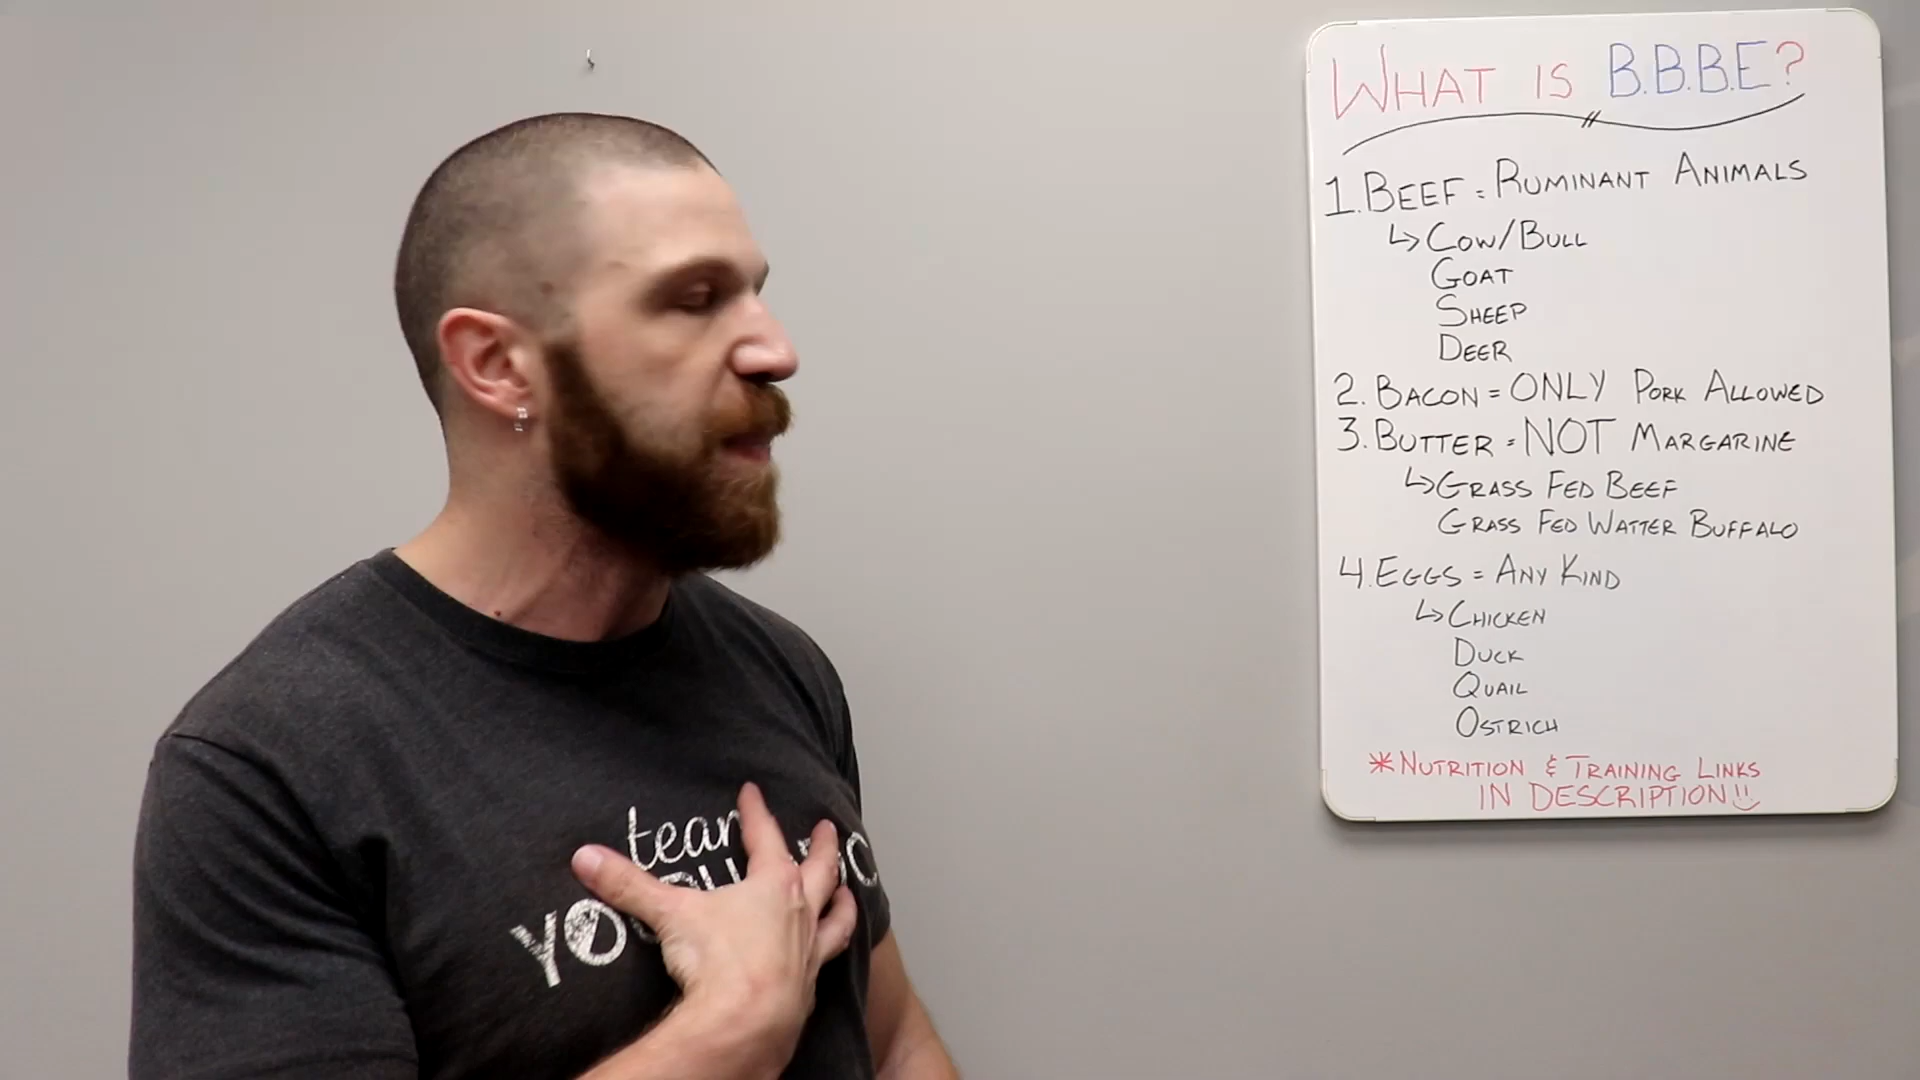 WHAT IS B.B.B.E?
1. BEEF = RUMINANT ANIMALS
↳ COW/BULL
GOAT
SHEEP
DEER
2. BACON = ONLY PORK ALLOWED
3. BUTTER = NOT MARGARINE
↳ GRASS FED BEEF
GRASS FED WATTER BUFFALO
4. EGGS = ANY KIND
↳ CHICKEN
DUCK
QUAIL
OSTRICH
*NUTRITION & TRAINING LINKS
IN DESCRIPTION!!